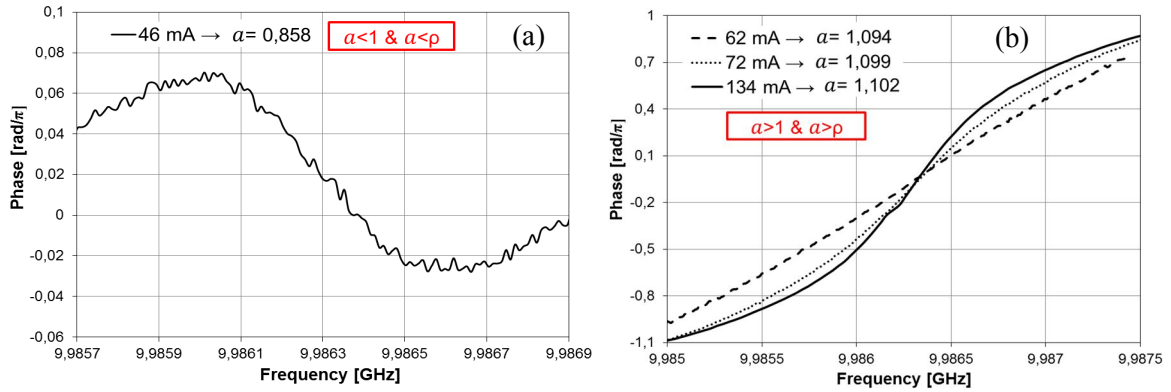 46 mA → a= 0,858
a<1 & a<ρ
(a)
0,1
0,08
0,06
0,04
0,02
0
-0,02
-0,04
-0,06
Phase [rad/π]
9,9857 9,9859 9,9861 9,9863 9,9865 9,9867 9,9869
Frequency [GHz]
62 mA → a= 1,094
72 mA → a= 1,099
134 mA → a= 1,102
a>1 & a>ρ
(b)
1
0,7
0,4
0,1
-0,2
-0,5
-0,8
-1,1
Phase [rad/π]
9,985 9,9855 9,986 9,9865 9,987 9,9875
Frequency [GHz]